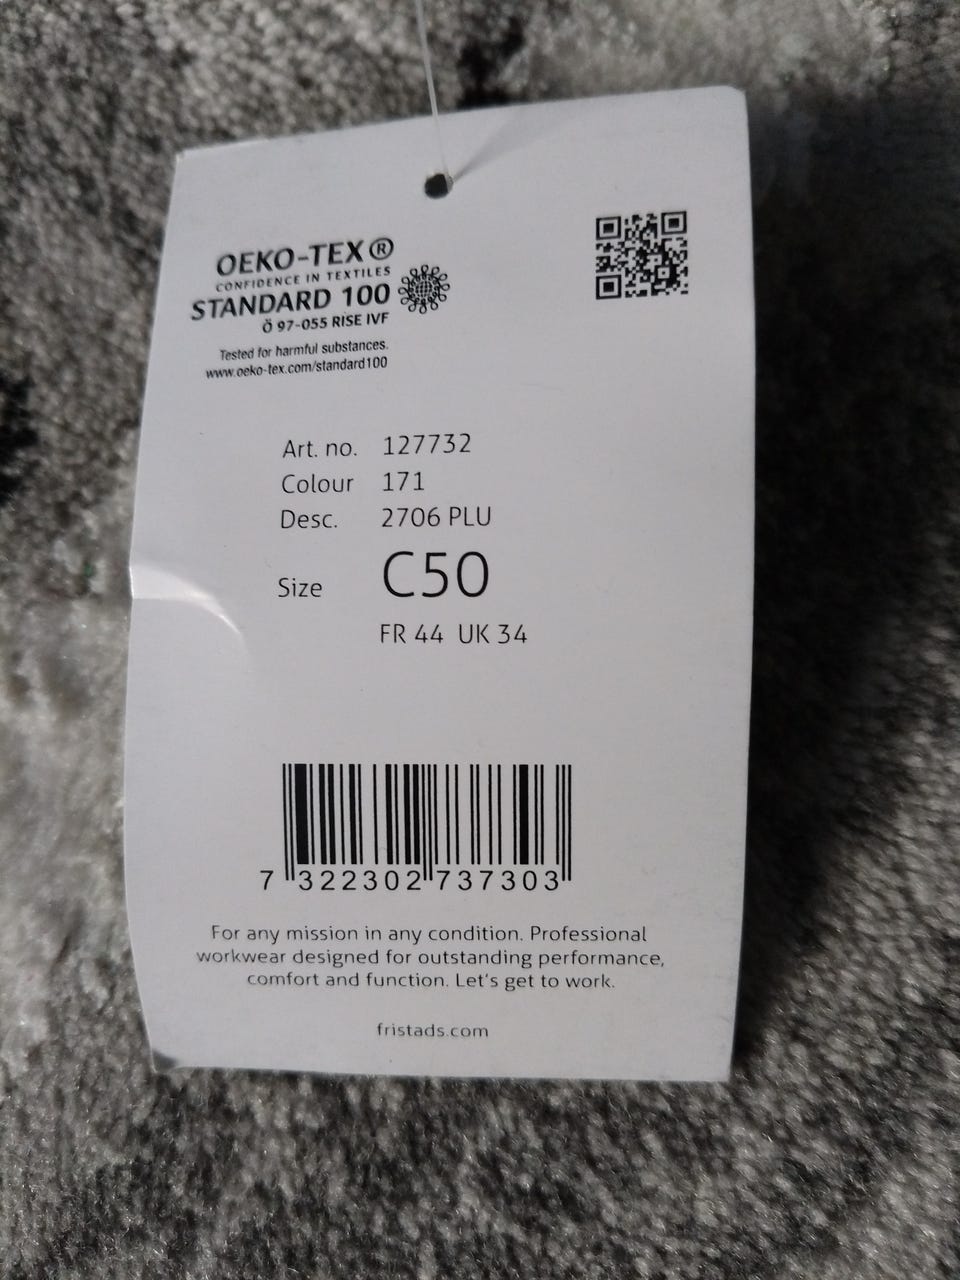 OEKO-TEX®
CONFIDENCE IN TEXTILES
STANDARD 100
Ö 97-055 RISE IVF
Tested for harmful substances.
www.oeko-tex.com/standard100
Art. no. 127732
Colour 171
Desc. 2706 PLU
Size C50
FR 44 UK 34
7 322302 737303
For any mission in any condition. Professional
workwear designed for outstanding performance,
comfort and function. Let's get to work.
fristads.com